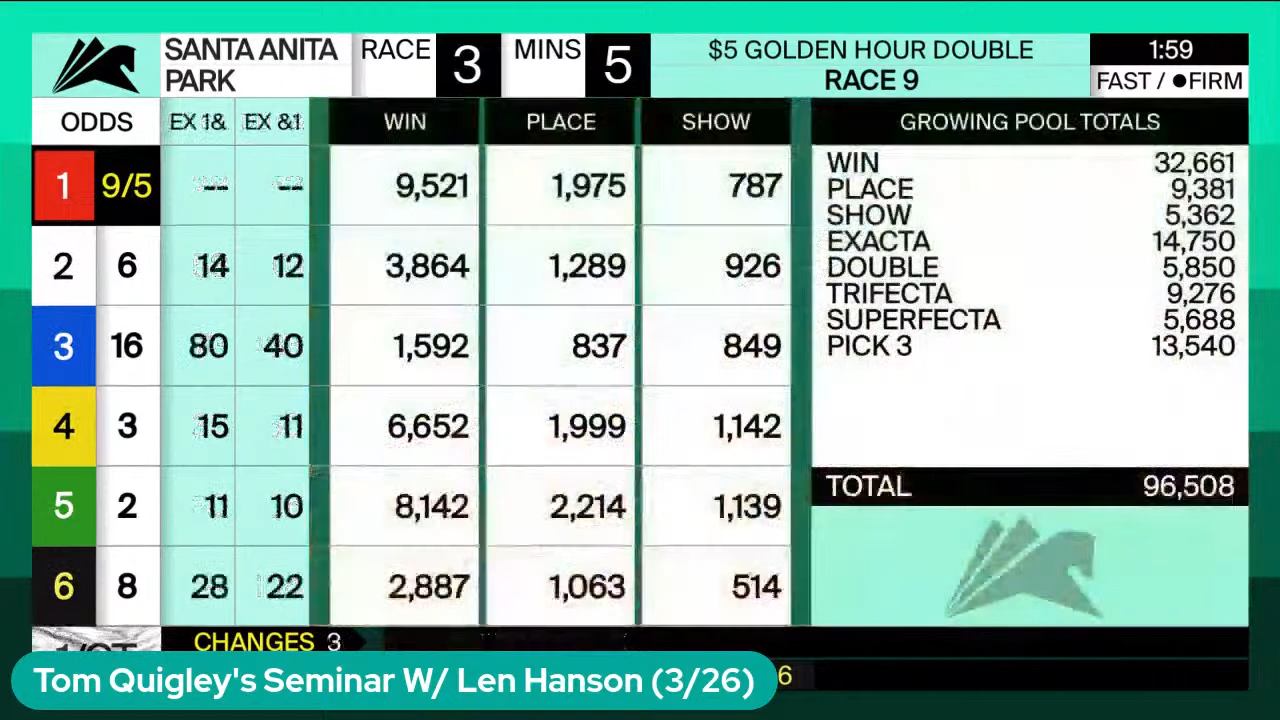 SANTA ANITA PARK RACE 3 MINS 5 $5 GOLDEN HOUR DOUBLE RACE 9 1:59 FAST / ●FIRM
ODDS EX 1& EX &1 WIN PLACE SHOW GROWING POOL TOTALS
1 9/5 -- -- 9,521 1,975 787
2 6 14 12 3,864 1,289 926
3 16 80 40 1,592 837 849
4 3 15 11 6,652 1,999 1,142
5 2 11 10 8,142 2,214 1,139
6 8 28 22 2,887 1,063 514
WIN 32,661
PLACE 9,381
SHOW 5,362
EXACTA 14,750
DOUBLE 5,850
TRIFECTA 9,276
SUPERFECTA 5,688
PICK 3 13,540
TOTAL 96,508
CHANGES 3
6
Tom Quigley's Seminar W/ Len Hanson (3/26)